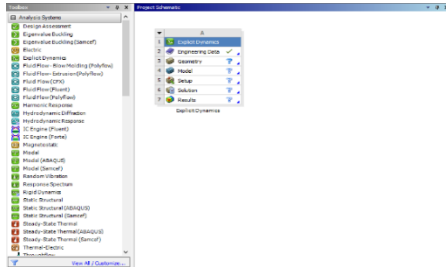 Toolbox
Analysis Systems
Design Assessment
Eigenvalue Buckling
Eigenvalue Buckling (Samcef)
Electric
Explicit Dynamics
Fluid Flow - Blow Molding (Polyflow)
Fluid Flow - Extrusion (Polyflow)
Fluid Flow (CFX)
Fluid Flow (Fluent)
Fluid Flow (Polyflow)
Harmonic Response
Hydrodynamic Diffraction
Hydrodynamic Response
IC Engine (Fluent)
IC Engine (Forte)
Magnetostatic
Modal
Modal (ABAQUS)
Modal (Samcef)
Random Vibration
Response Spectrum
Rigid Dynamics
Static Structural
Static Structural (ABAQUS)
Static Structural (Samcef)
Steady-State Thermal
Steady-State Thermal (ABAQUS)
Steady-State Thermal (Samcef)
Thermal-Electric
Throughflow
View All / Customize...
Project Schematic
A
1 Explicit Dynamics
2 Engineering Data
3 Geometry
4 Model
5 Setup
6 Solution
7 Results
Explicit Dynamics